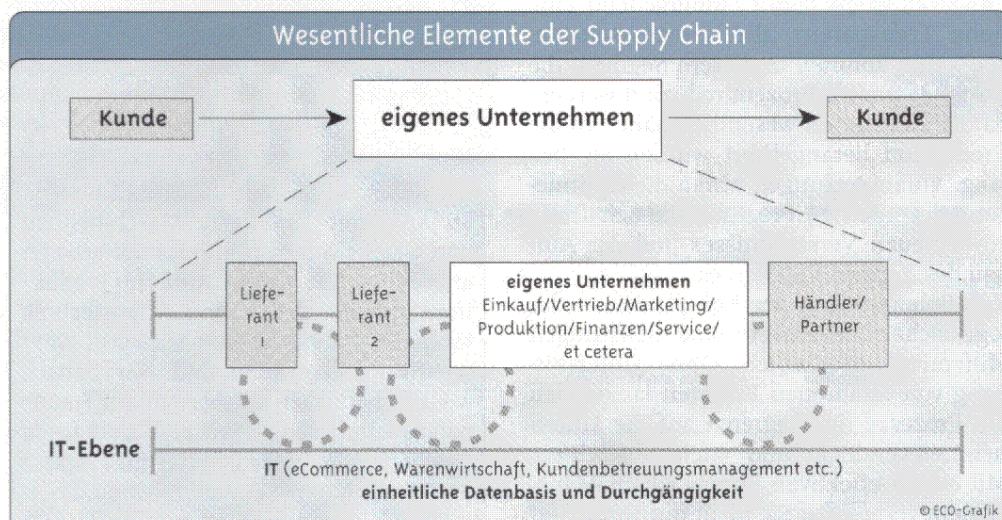 Wesentliche Elemente der Supply Chain
Kunde
eigenes Unternehmen
Kunde
Liefe-
rant
1
Liefe-
rant
2
eigenes Unternehmen
Einkauf/Vertrieb/Marketing/
Produktion/Finanzen/Service/
et cetera
Händler/
Partner
IT-Ebene
IT (eCommerce, Warenwirtschaft, Kundenbetreuungsmanagement etc.)
einheitliche Datenbasis und Durchgängigkeit
© ECO-Grafik